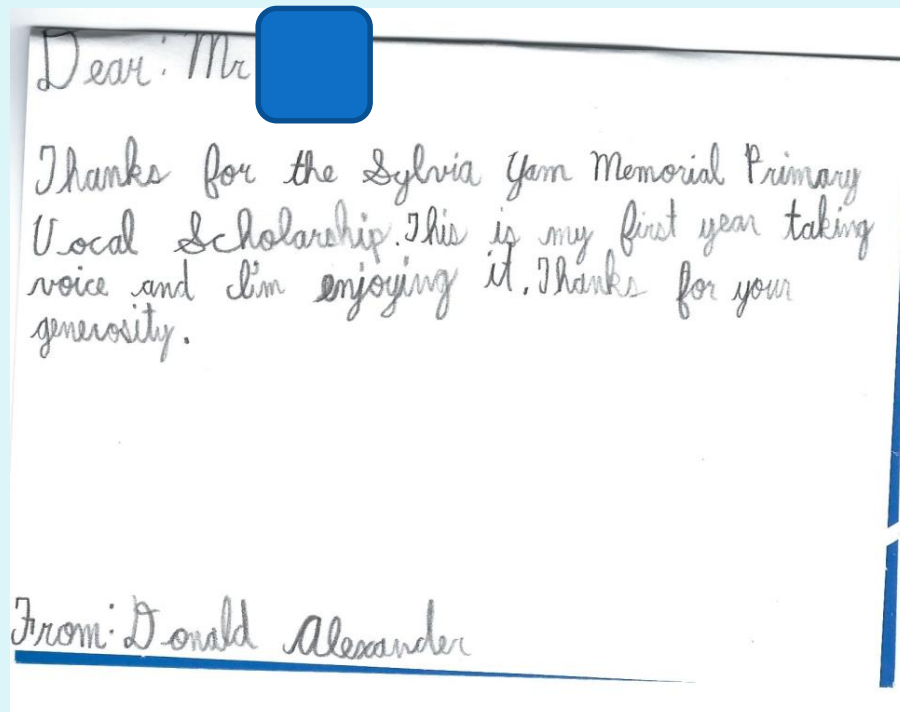 Dear: Mr
Thanks for the Sylvia Yam Memorial Primary
Vocal Scholarship. This is my first year taking
voice and I'm enjoying it. Thanks for your
generosity.
From: Donald Alexander